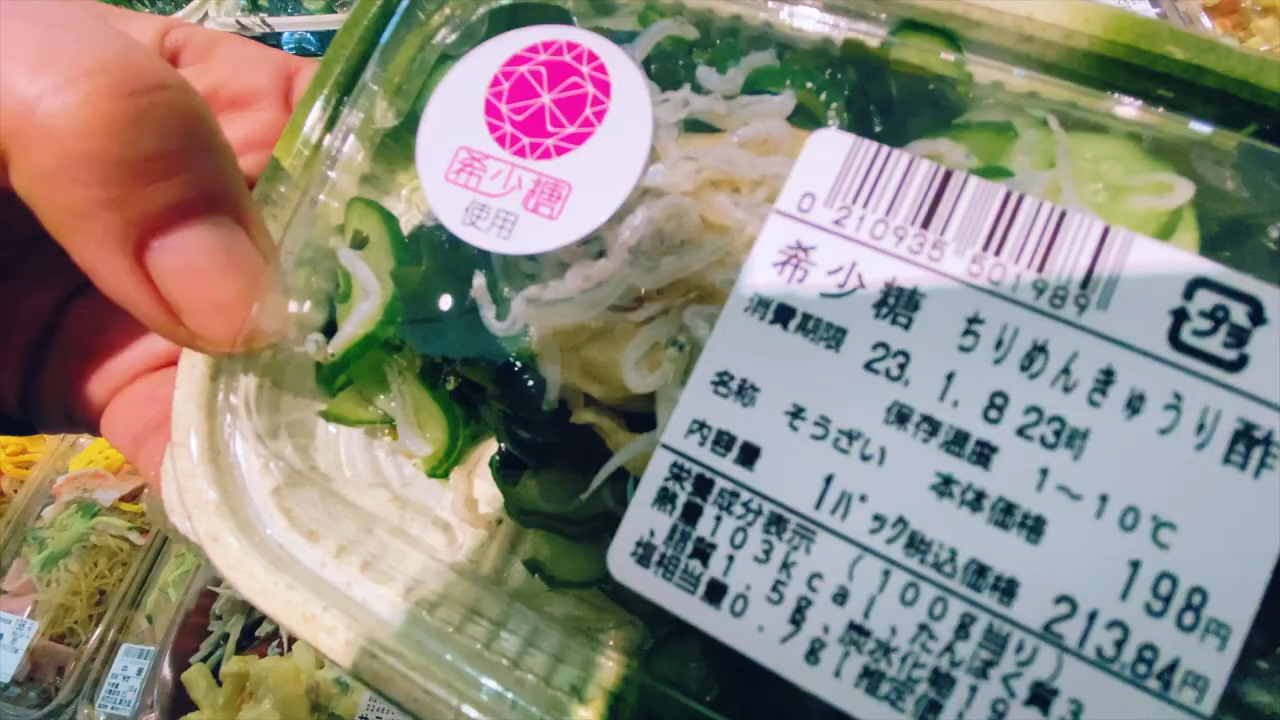 希少糖
使用
0 210935 501989
希少糖 ちりめんきゅうり酢
プラ
消費期限 23.1.8 23時
保存温度 1~10℃
名称 そうざい 本体価格 198円
内容量 1パック税込価格 213.84円
栄養成分表示(100g当り)
熱量103kcal、たんぱく質3
、脂質1.5g、炭水化物19
塩相当量0.7g(推定値